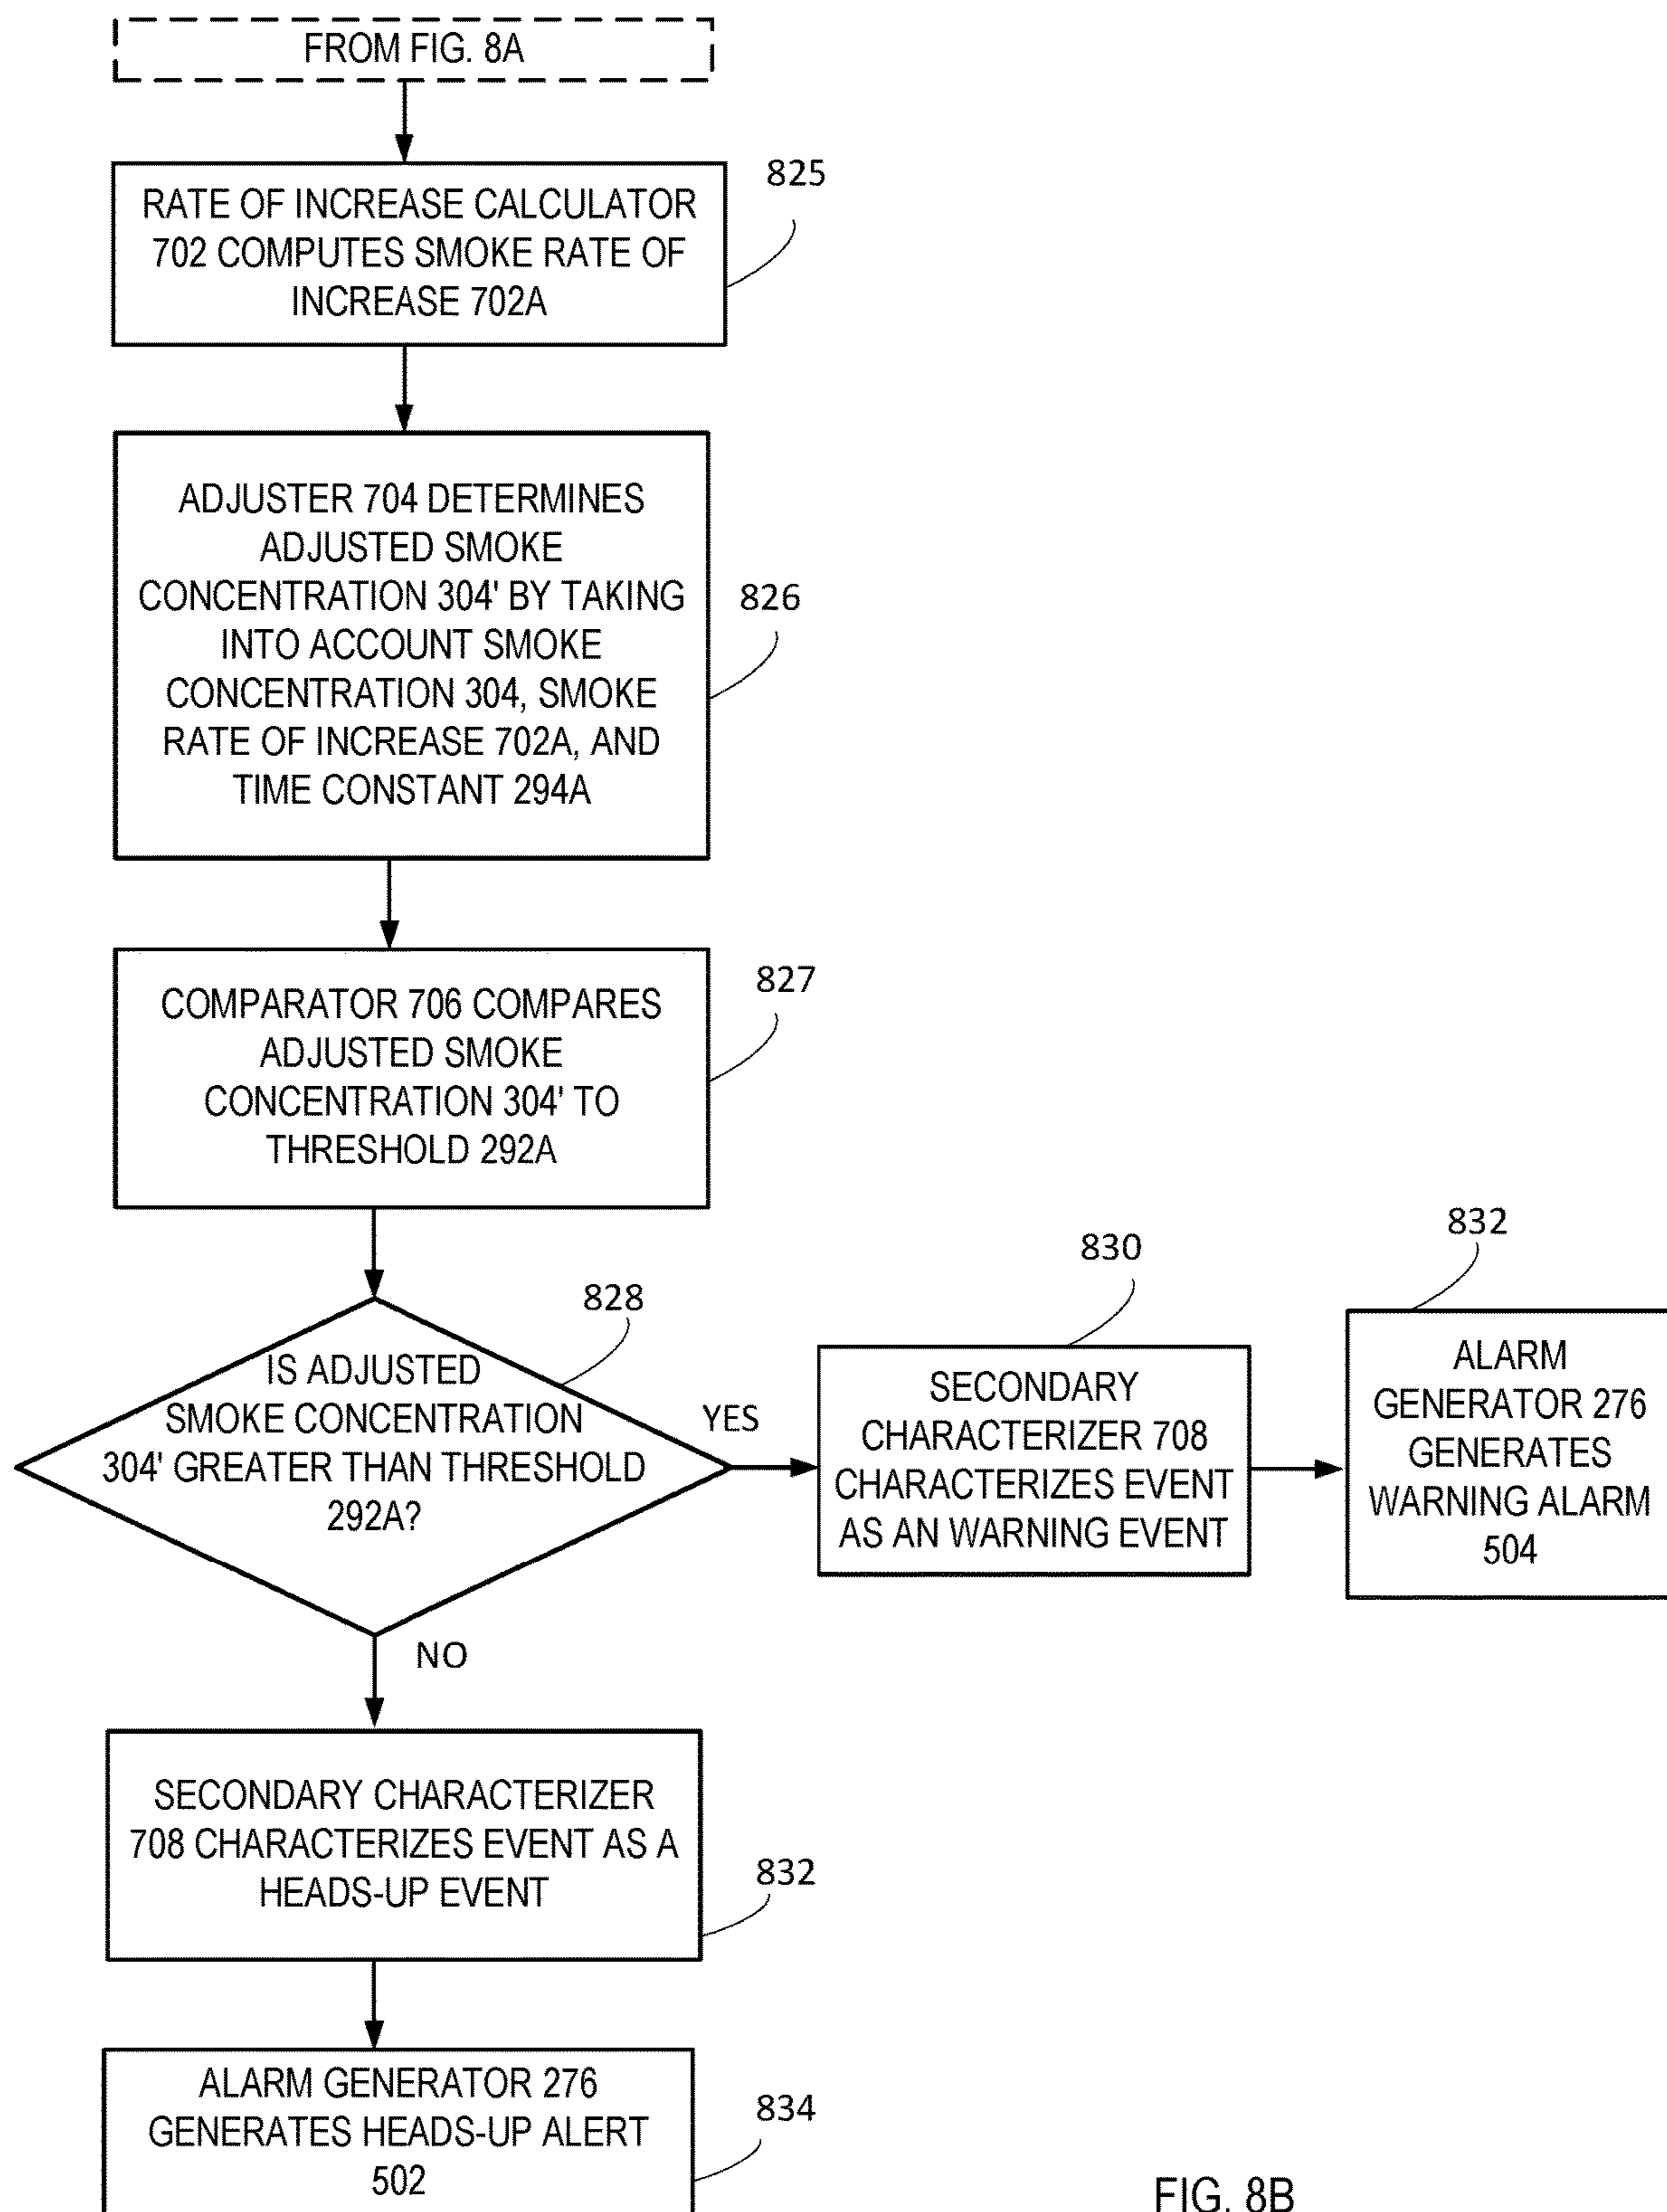 FROM FIG. 8A
825
RATE OF INCREASE CALCULATOR
702 COMPUTES SMOKE RATE OF
INCREASE 702A
ADJUSTER 704 DETERMINES
ADJUSTED SMOKE
CONCENTRATION 304' BY TAKING
INTO ACCOUNT SMOKE
CONCENTRATION 304, SMOKE
RATE OF INCREASE 702A, AND
TIME CONSTANT 294A
826
COMPARATOR 706 COMPARES
ADJUSTED SMOKE
CONCENTRATION 304' TO
THRESHOLD 292A
827
828
IS ADJUSTED
SMOKE CONCENTRATION
304' GREATER THAN THRESHOLD
292A?
YES
830
SECONDARY
CHARACTERIZER 708
CHARACTERIZES EVENT
AS AN WARNING EVENT
832
ALARM
GENERATOR 276
GENERATES
WARNING ALARM
504
NO
SECONDARY CHARACTERIZER
708 CHARACTERIZES EVENT AS A
HEADS-UP EVENT
832
ALARM GENERATOR 276
GENERATES HEADS-UP ALERT
502
834
FIG. 8B